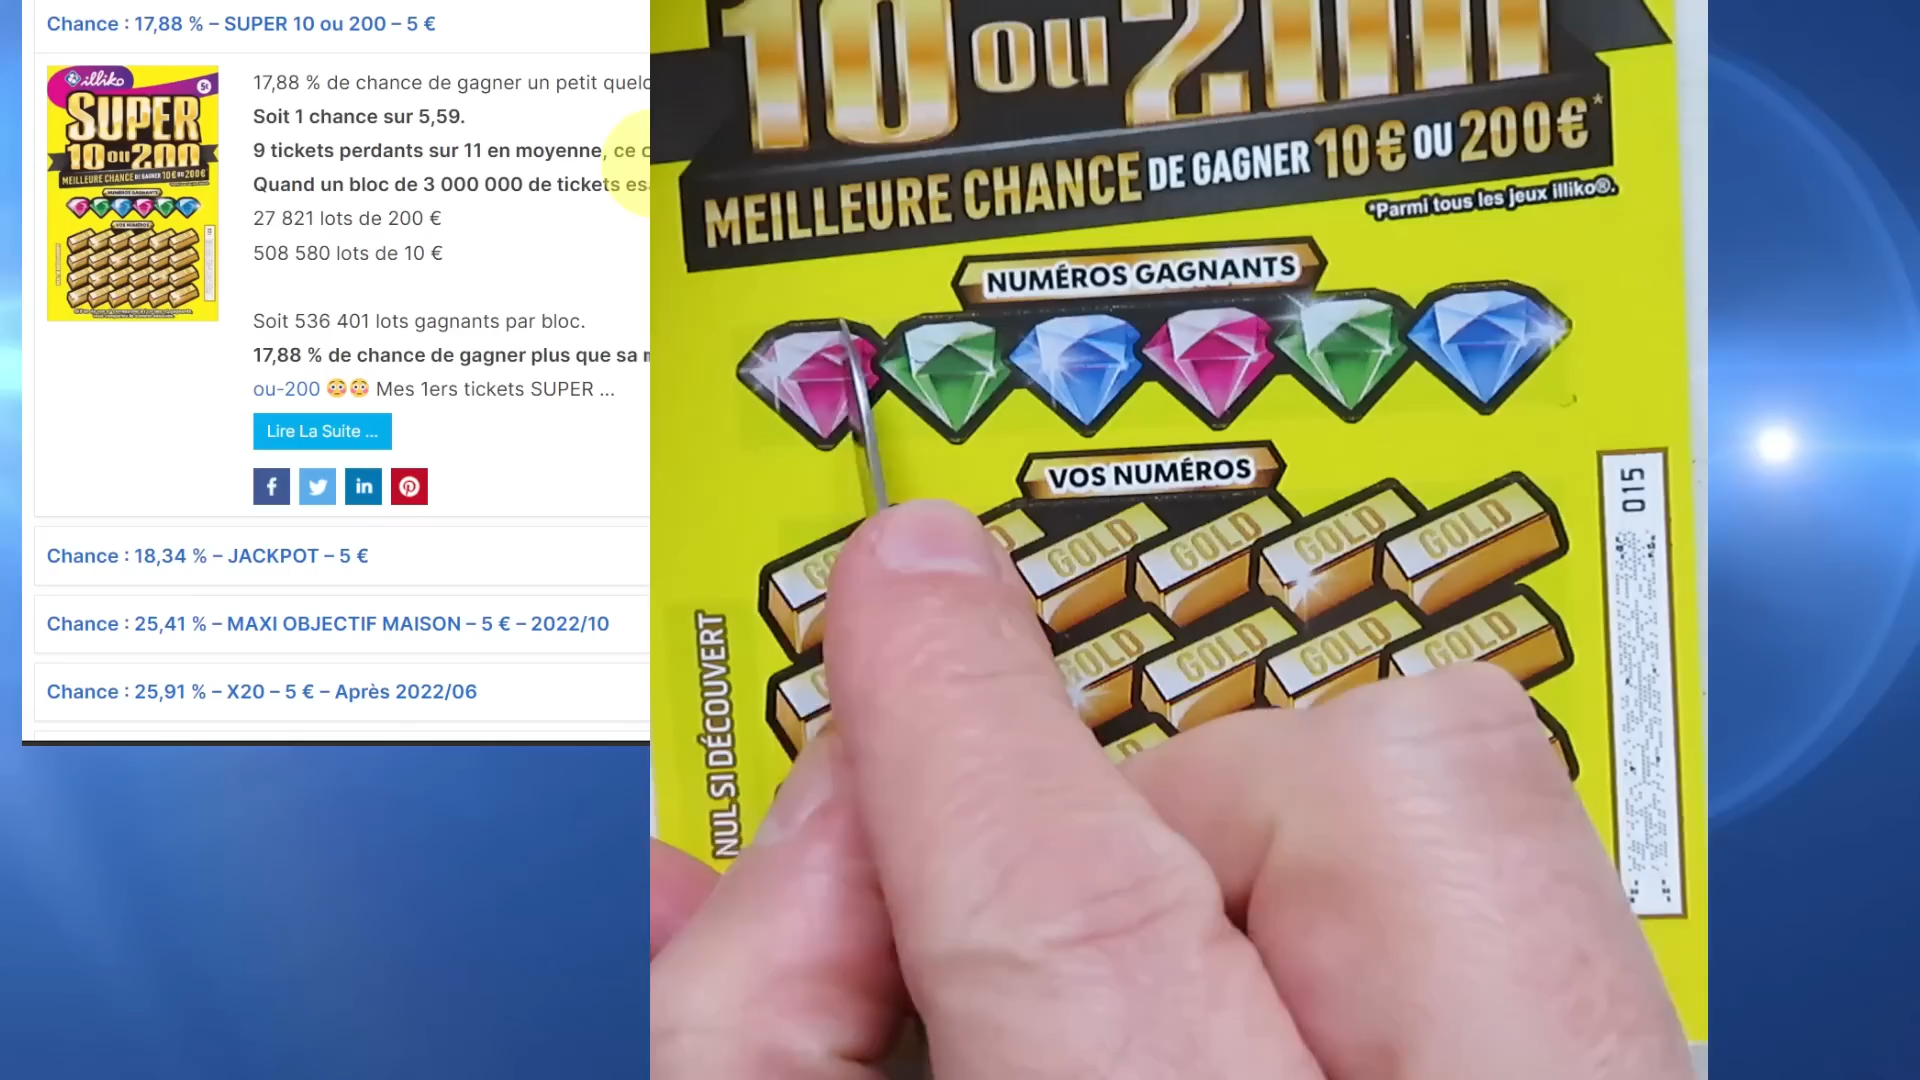 Chance : 17,88 % – SUPER 10 ou 200 – 5 €
illiko
5€
SUPER
10 ou 200
MEILLEURE CHANCE DE GAGNER 10€ OU 200€*
NUMÉROS GAGNANTS
VOS NUMÉROS
17,88 % de chance de gagner un petit quelc
Soit 1 chance sur 5,59.
9 tickets perdants sur 11 en moyenne, ce c
Quand un bloc de 3 000 000 de tickets es
27 821 lots de 200 €
508 580 lots de 10 €
Soit 536 401 lots gagnants par bloc.
17,88 % de chance de gagner plus que sa
ou-200 😳😳 Mes 1ers tickets SUPER ...
Lire La Suite ...
Chance : 18,34 % – JACKPOT – 5 €
Chance : 25,41 % – MAXI OBJECTIF MAISON – 5 € – 2022/10
Chance : 25,91 % – X20 – 5 € – Après 2022/06
10 ou 200
MEILLEURE CHANCE DE GAGNER 10€ OU 200€*
*Parmi tous les jeux illiko®.
NUMÉROS GAGNANTS
VOS NUMÉROS
GOLD GOLD GOLD GOLD
GOLD GOLD GOLD GOLD
NUL SI DÉCOUVERT
015